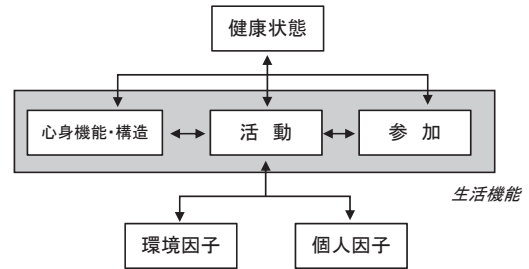 健康状態
心身機能・構造
活 動
参 加
生活機能
環境因子
個人因子